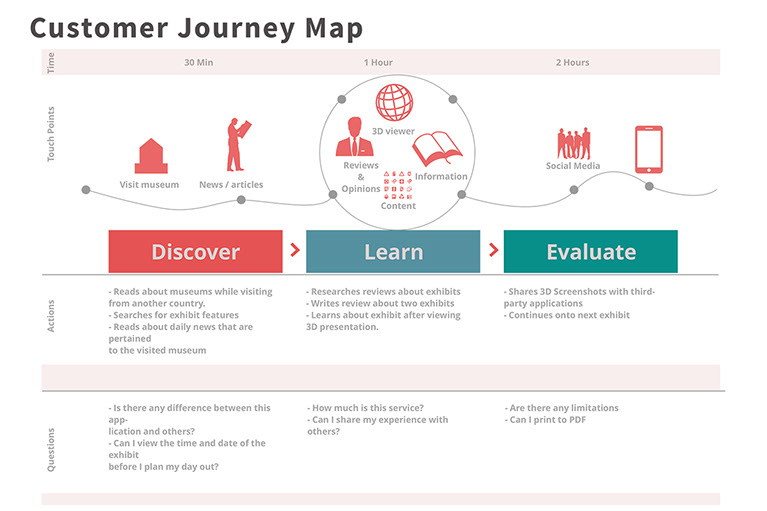 Customer Journey Map
Time
30 Min
1 Hour
2 Hours
Touch Points
Visit museum
News / articles
3D viewer
Reviews
&
Opinions
Information
Content
Social Media
Discover
Learn
Evaluate
Actions
- Reads about museums while visiting
from another country.
- Searches for exhibit features
- Reads about daily news that are
pertained
to the visited museum
- Researches reviews about exhibits
- Writes review about two exhibits
- Learns about exhibit after viewing
3D presentation.
- Shares 3D Screenshots with third-
party applications
- Continues onto next exhibit
Questions
- Is there any difference between this
app-
lication and others?
- Can I view the time and date of the
exhibit
before I plan my day out?
- How much is this service?
- Can I share my experience with
others?
- Are there any limitations
- Can I print to PDF